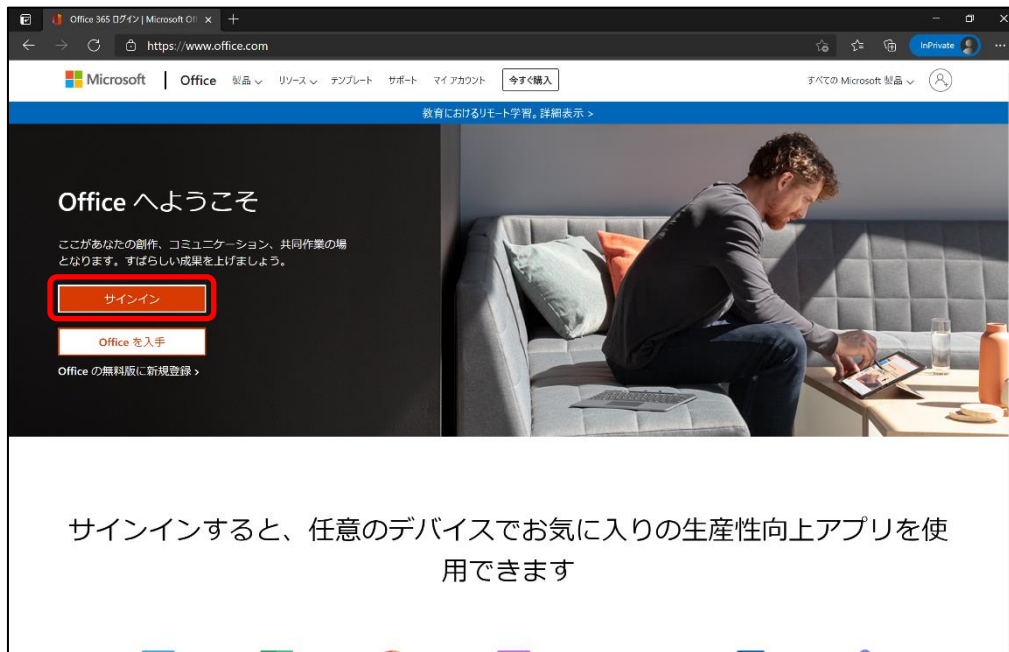 Office 365 ログイン | Microsoft Off
https://www.office.com
InPrivate
Microsoft Office 製品 リソース テンプレート サポート マイ アカウント 今すぐ購入 すべての Microsoft 製品
教育におけるリモート学習。詳細表示 >
Office へようこそ
ここがあなたの創作、コミュニケーション、共同作業の場
となります。すばらしい成果を上げましょう。
サインイン
Office を入手
Office の無料版に新規登録 >
サインインすると、任意のデバイスでお気に入りの生産性向上アプリを使
用できます